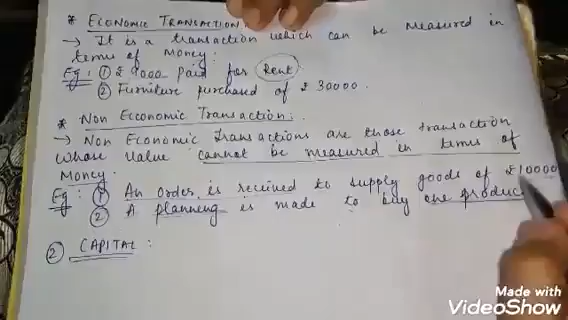 * ECONOMIC TRANSACTION:
→ It is a transaction which can be measured in
terms of money.
Eg: ① ₹ 9000 Paid for Rent
② Furniture purchased of ₹ 30000.
* NON ECONOMIC TRANSACTION:
→ Non Economic transactions are those transaction
whose value cannot be measured in terms of
Money.
Eg: ① An order is received to supply goods of ₹10000
② A planning is made to buy one product
② CAPITAL:
Made with
VideoShow